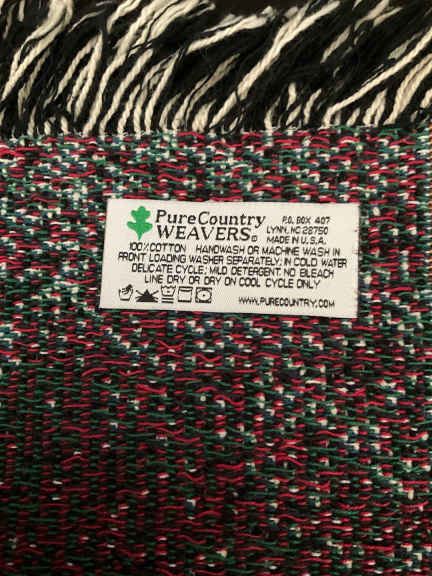 PureCountry
WEAVERS©
P.O. BOX 407
LYNN, NC 28750
MADE IN U.S.A.
100% COTTON HANDWASH OR MACHINE WASH IN
FRONT LOADING WASHER SEPARATELY; IN COLD WATER
DELICATE CYCLE; MILD DETERGENT. NO BLEACH
LINE DRY OR DRY ON COOL CYCLE ONLY
WWW.PURECOUNTRY.COM